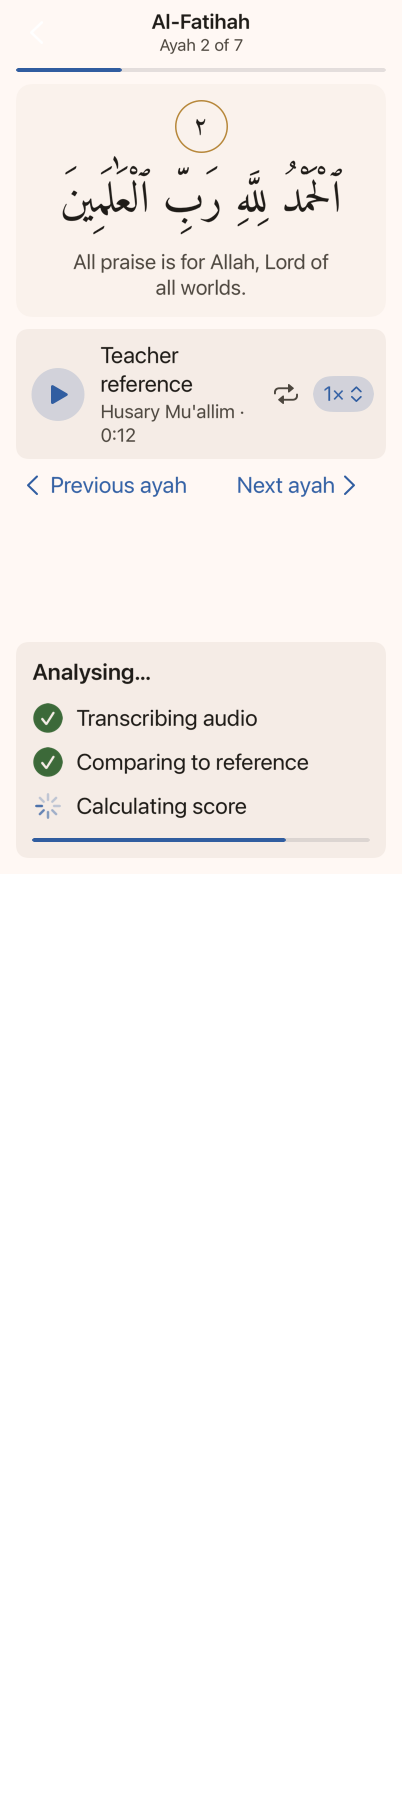 Al-Fatihah
Ayah 2 of 7
٢
ٱلْحَمْدُ لِلَّهِ رَبِّ ٱلْعَٰلَمِينَ
All praise is for Allah, Lord of
all worlds.
Teacher
reference
Husary Mu'allim ·
0:12
1×
Previous ayah
Next ayah
Analysing...
Transcribing audio
Comparing to reference
Calculating score